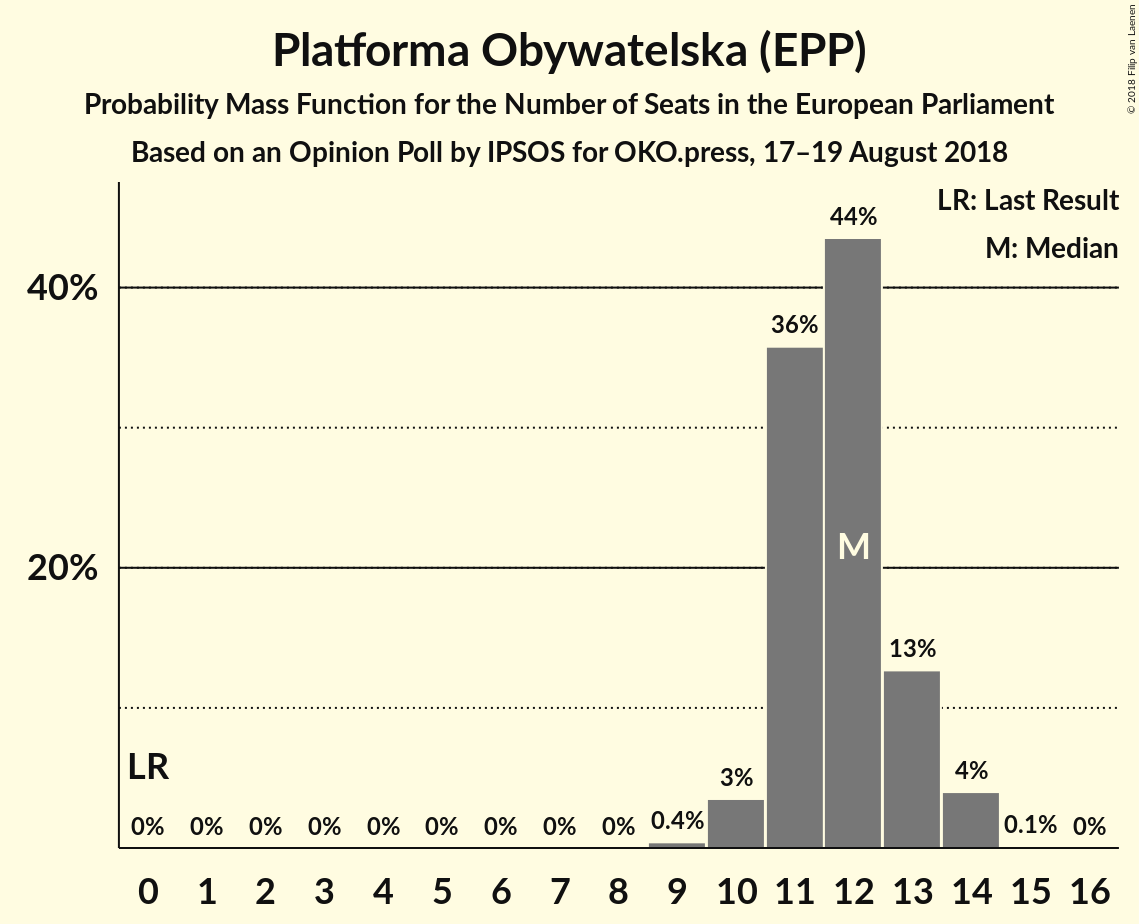 Platforma Obywatelska (EPP)
Probability Mass Function for the Number of Seats in the European Parliament
Based on an Opinion Poll by IPSOS for OKO.press, 17–19 August 2018
© 2018 Filip van Laenen
LR: Last Result
M: Median
44%
40%
36%
M
20%
13%
LR
3%
4%
0% 0% 0% 0% 0% 0% 0% 0% 0% 0.4% 0.1% 0%
0 1 2 3 4 5 6 7 8 9 10 11 12 13 14 15 16